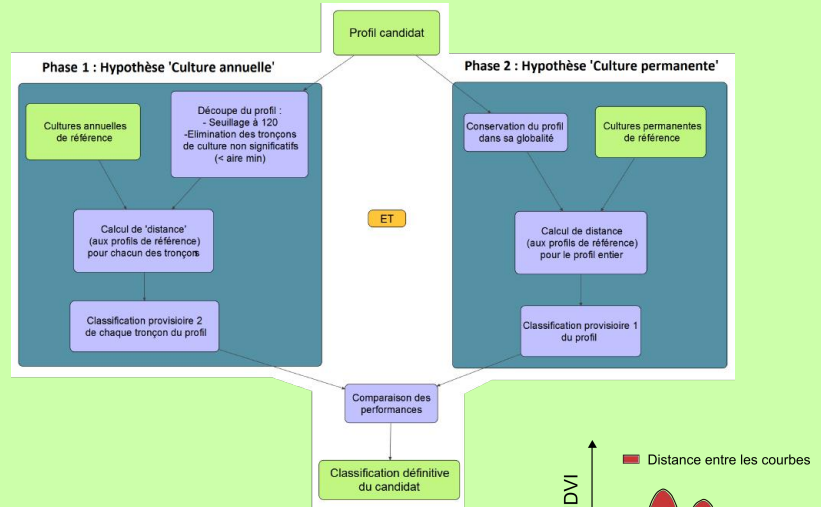 Profil candidat
Phase 1 : Hypothèse 'Culture annuelle'
Phase 2 : Hypothèse 'Culture permanente'
Cultures annuelles
de référence
Découpe du profil :
- Seuillage à 120
-Elimination des tronçons
de culture non significatifs
(< aire min)
Conservation du profil
dans sa globalité
Cultures permanentes
de référence
ET
Calcul de 'distance'
(aux profils de référence)
pour chacun des tronçons
Calcul de distance
(aux profils de référence)
pour le profil entier
Classification provisioire 2
de chaque tronçon du profil
Classification provisioire 1
du profil
Comparaison des
performances
Classification définitive
du candidat
Distance entre les courbes
DVI